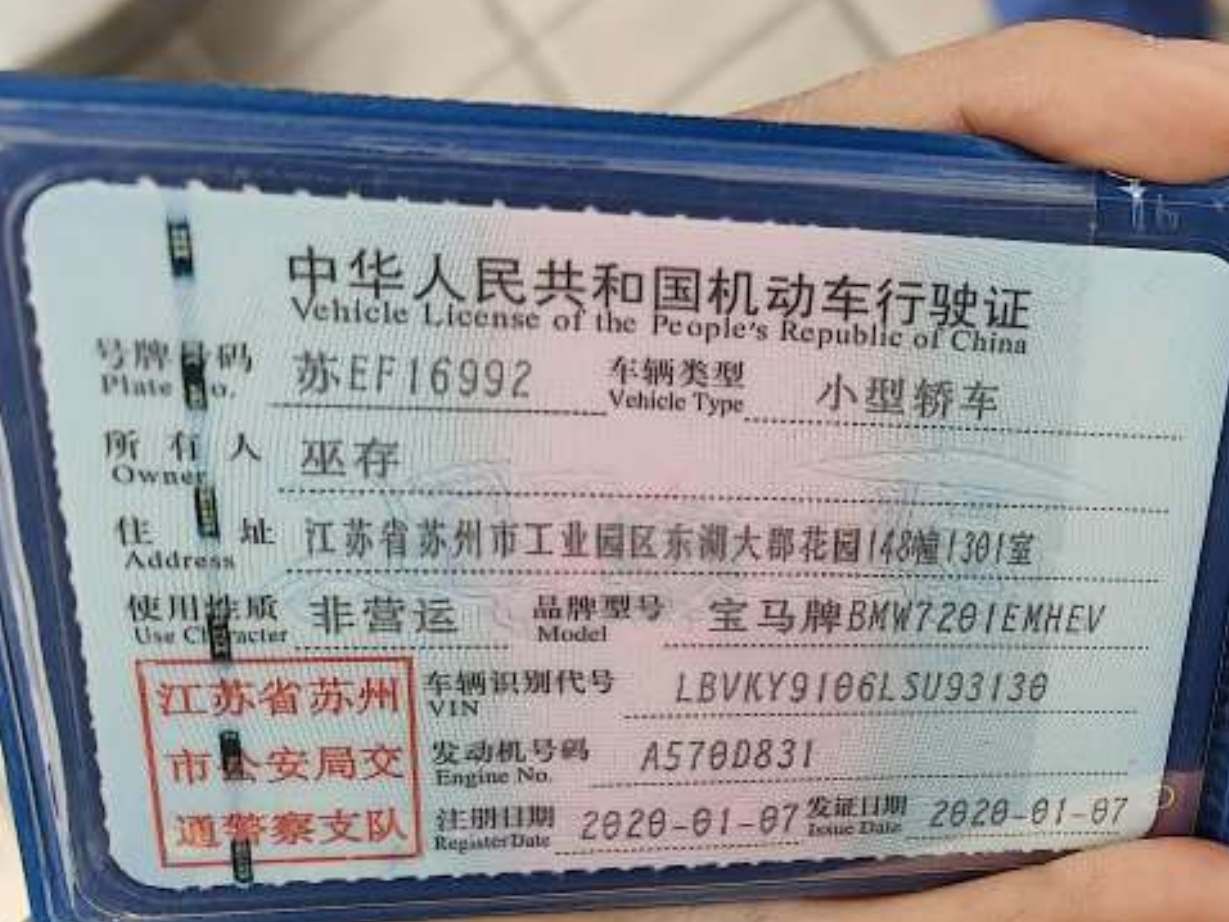 中华人民共和国机动车行驶证
Vehicle License of the People's Republic of China
号牌号码 苏EF16992 车辆类型 小型轿车
Plate No. Vehicle Type
所有人 巫存
Owner
住址 江苏省苏州市工业园区东湖大郡花园148幢1301室
Address
使用性质 非营运 品牌型号 宝马牌BMW7201EMHEV
Use Character Model
江苏省苏州
市公安局交
通警察支队
车辆识别代号 LBVKY9106LSU93130
VIN
发动机号码 A570D831
Engine No.
注册日期 2020-01-07 发证日期 2020-01-07
Register Date Issue Date